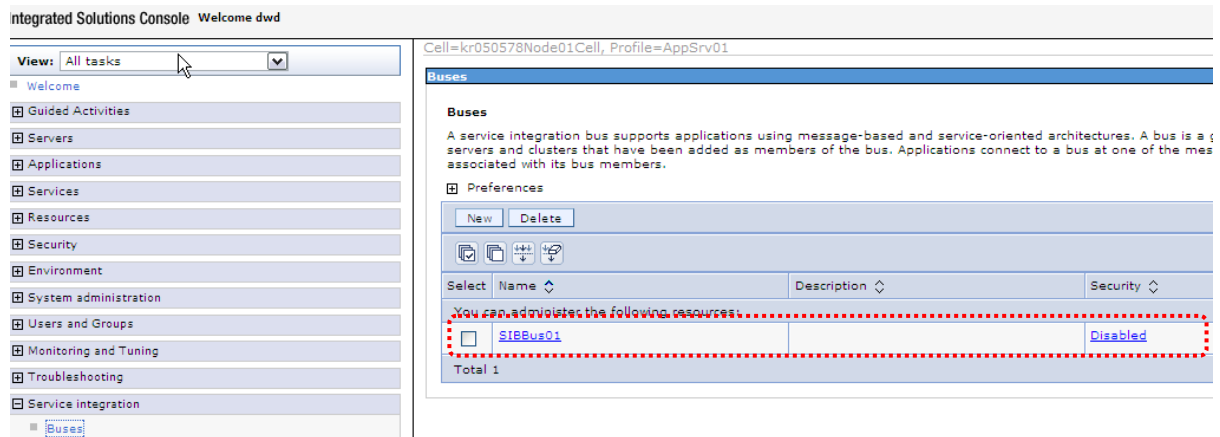 Integrated Solutions Console Welcome dwd
View: All tasks
Welcome
Guided Activities
Servers
Applications
Services
Resources
Security
Environment
System administration
Users and Groups
Monitoring and Tuning
Troubleshooting
Service integration
Buses
Cell=kr050578Node01Cell, Profile=AppSrv01
Buses
Buses
A service integration bus supports applications using message-based and service-oriented architectures. A bus is a g
servers and clusters that have been added as members of the bus. Applications connect to a bus at one of the mes
associated with its bus members.
Preferences
New Delete
Select Name Description Security
You can administer the following resources:
SIBBus01 Disabled
Total 1